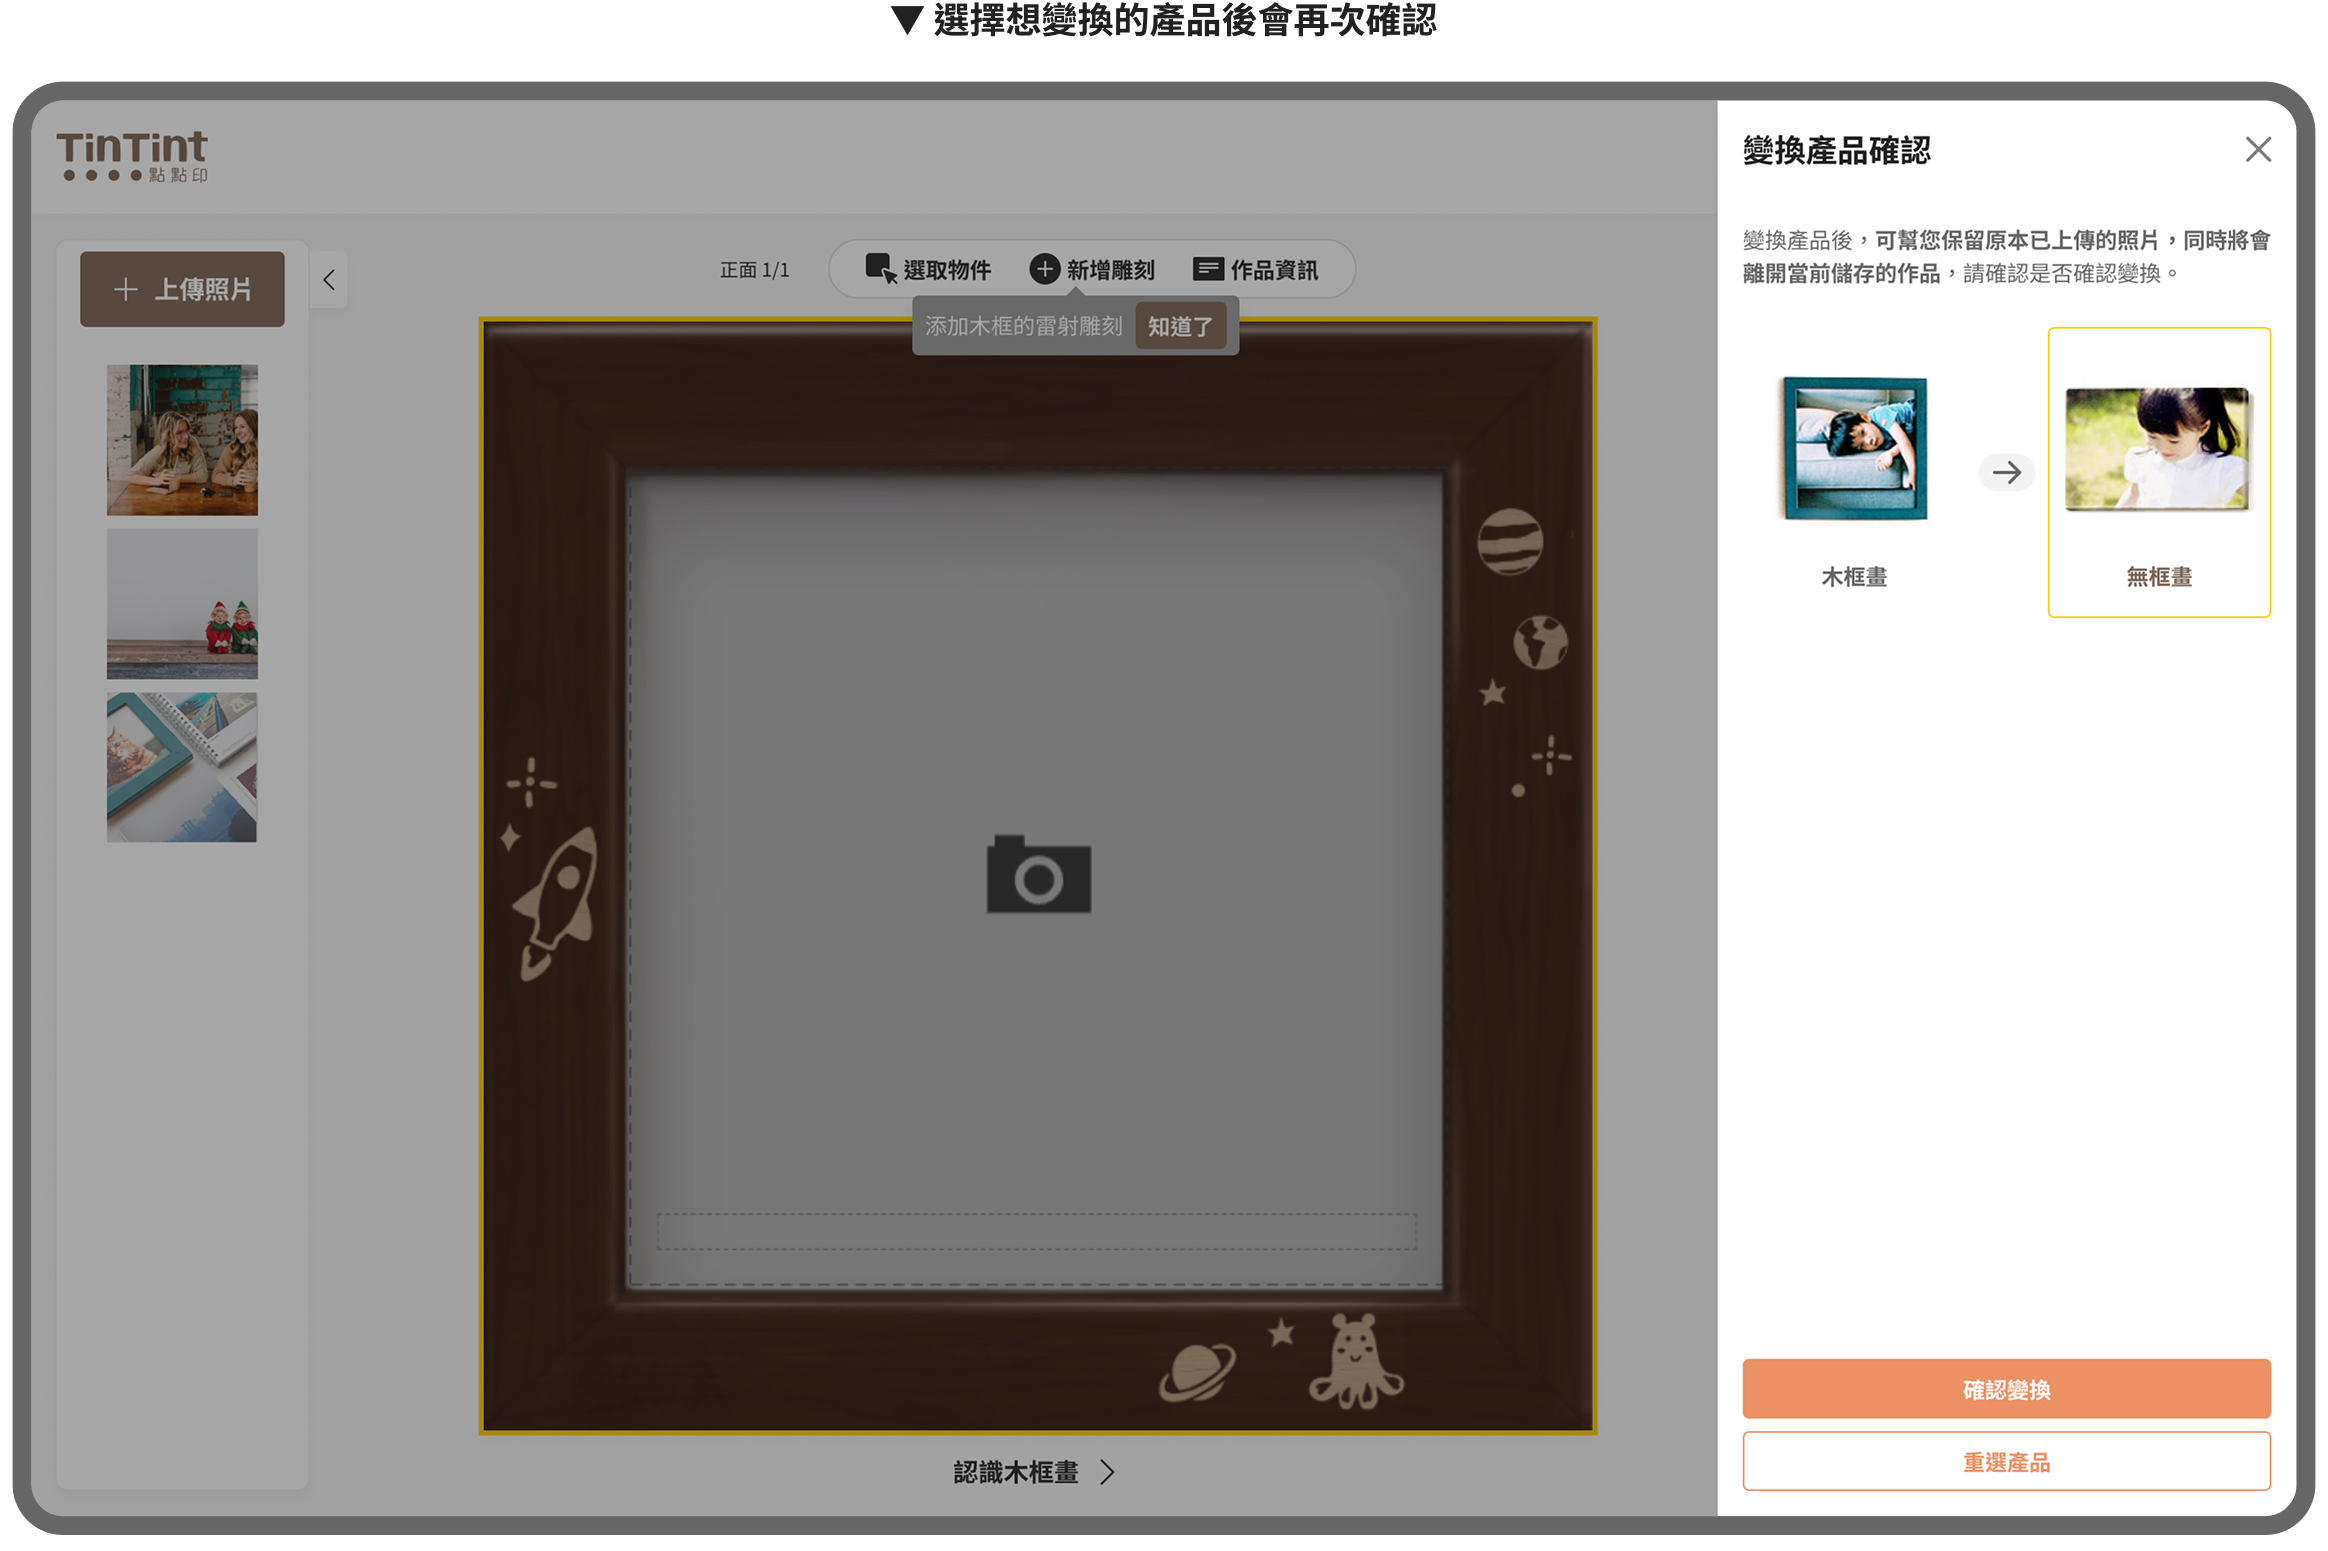 ▼ 選擇想變換的產品後會再次確認
TinTint
點點印
變換產品確認
變換產品後，可幫您保留原本已上傳的照片，同時將會
離開當前儲存的作品，請確認是否確認變換。
木框畫
無框畫
確認變換
重選產品
上傳照片
正面 1/1
選取物件
新增雕刻
作品資訊
添加木框的雷射雕刻
知道了
認識木框畫